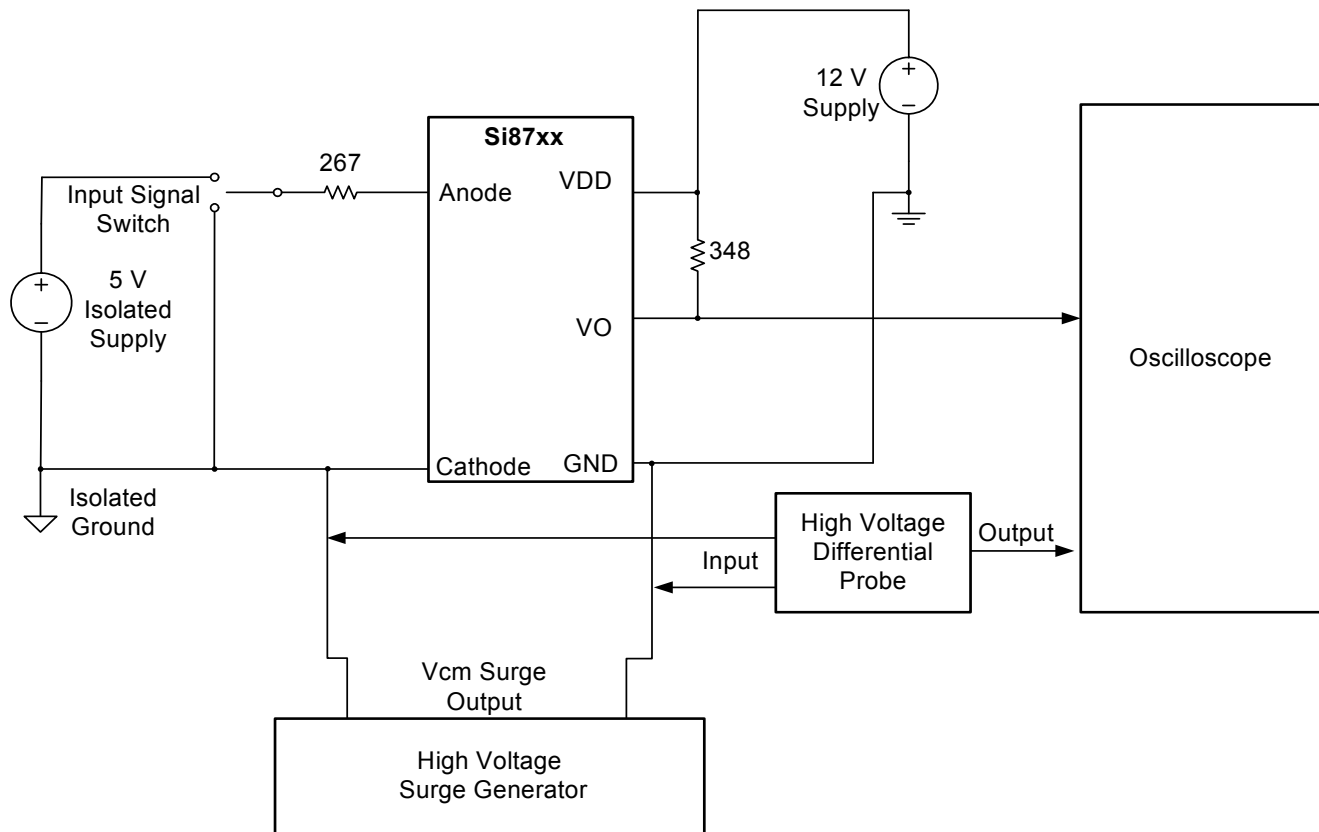 12 V
Supply
Si87xx
267
Input Signal
Switch
Anode
VDD
348
5 V
Isolated
Supply
VO
Oscilloscope
Cathode
GND
Isolated
Ground
High Voltage
Differential
Probe
Input
Output
Vcm Surge
Output
High Voltage
Surge Generator